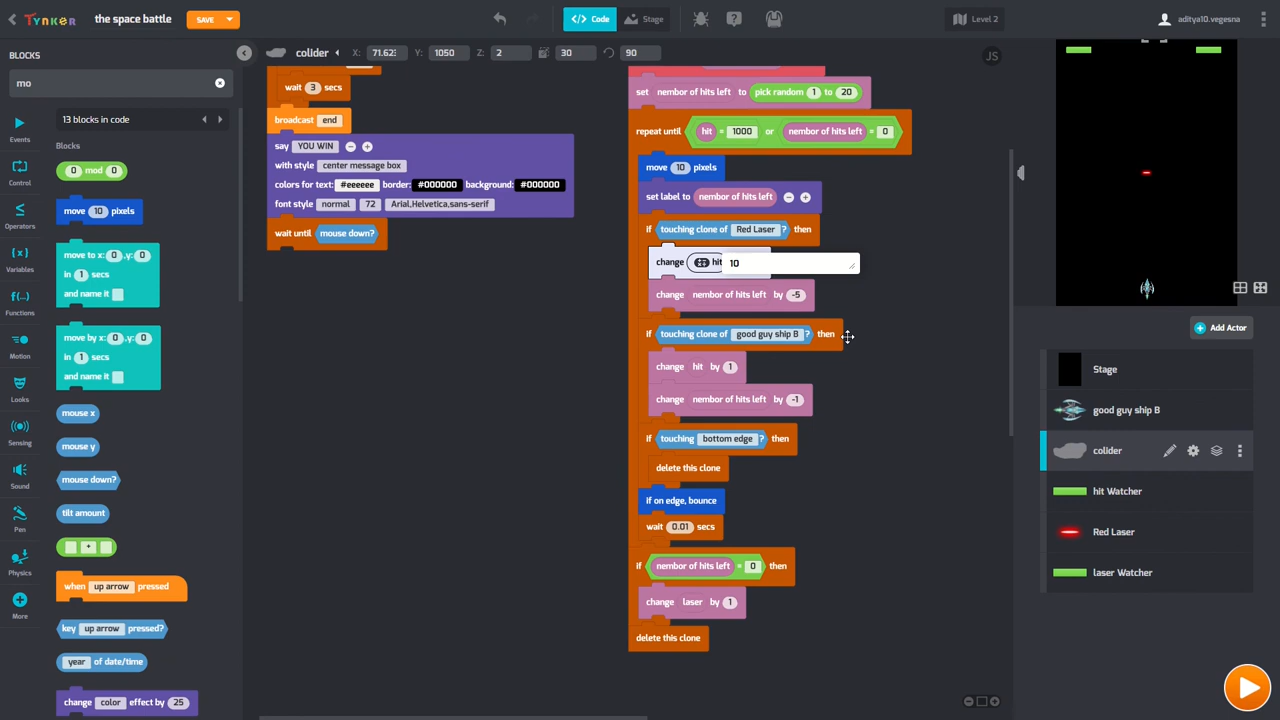 TYNKER
the space battle
SAVE
</> Code
Stage
Level 2
aditya10.vegesna
BLOCKS
colider
X: 71.62:
Y: 1050
Z: 2
30
90
JS
mo
13 blocks in code
Blocks
Events
Control
Operators
(x)
Variables
f(...)
Functions
Motion
Looks
Sensing
Sound
Pen
Physics
More
0 mod 0
move 10 pixels
move to x: 0 ,y: 0
in 1 secs
and name it
move by x: 0 ,y: 0
in 1 secs
and name it
mouse x
mouse y
mouse down?
tilt amount
+
when up arrow pressed
key up arrow pressed?
year of date/time
change color effect by 25
wait 3 secs
broadcast end
say YOU WIN
with style center message box
colors for text: #eeeeee border: #000000 background: #000000
font style normal 72 Arial,Helvetica,sans-serif
wait until mouse down?
set nembor of hits left to pick random 1 to 20
repeat until hit = 1000 or nembor of hits left = 0
move 10 pixels
set label to nembor of hits left
if touching clone of Red Laser ? then
change hit 10
change nembor of hits left by -5
if touching clone of good guy ship B ? then
change hit by 1
change nembor of hits left by -1
if touching bottom edge ? then
delete this clone
if on edge, bounce
wait 0.01 secs
if nembor of hits left = 0 then
change laser by 1
delete this clone
Add Actor
Stage
good guy ship B
colider
hit Watcher
Red Laser
laser Watcher